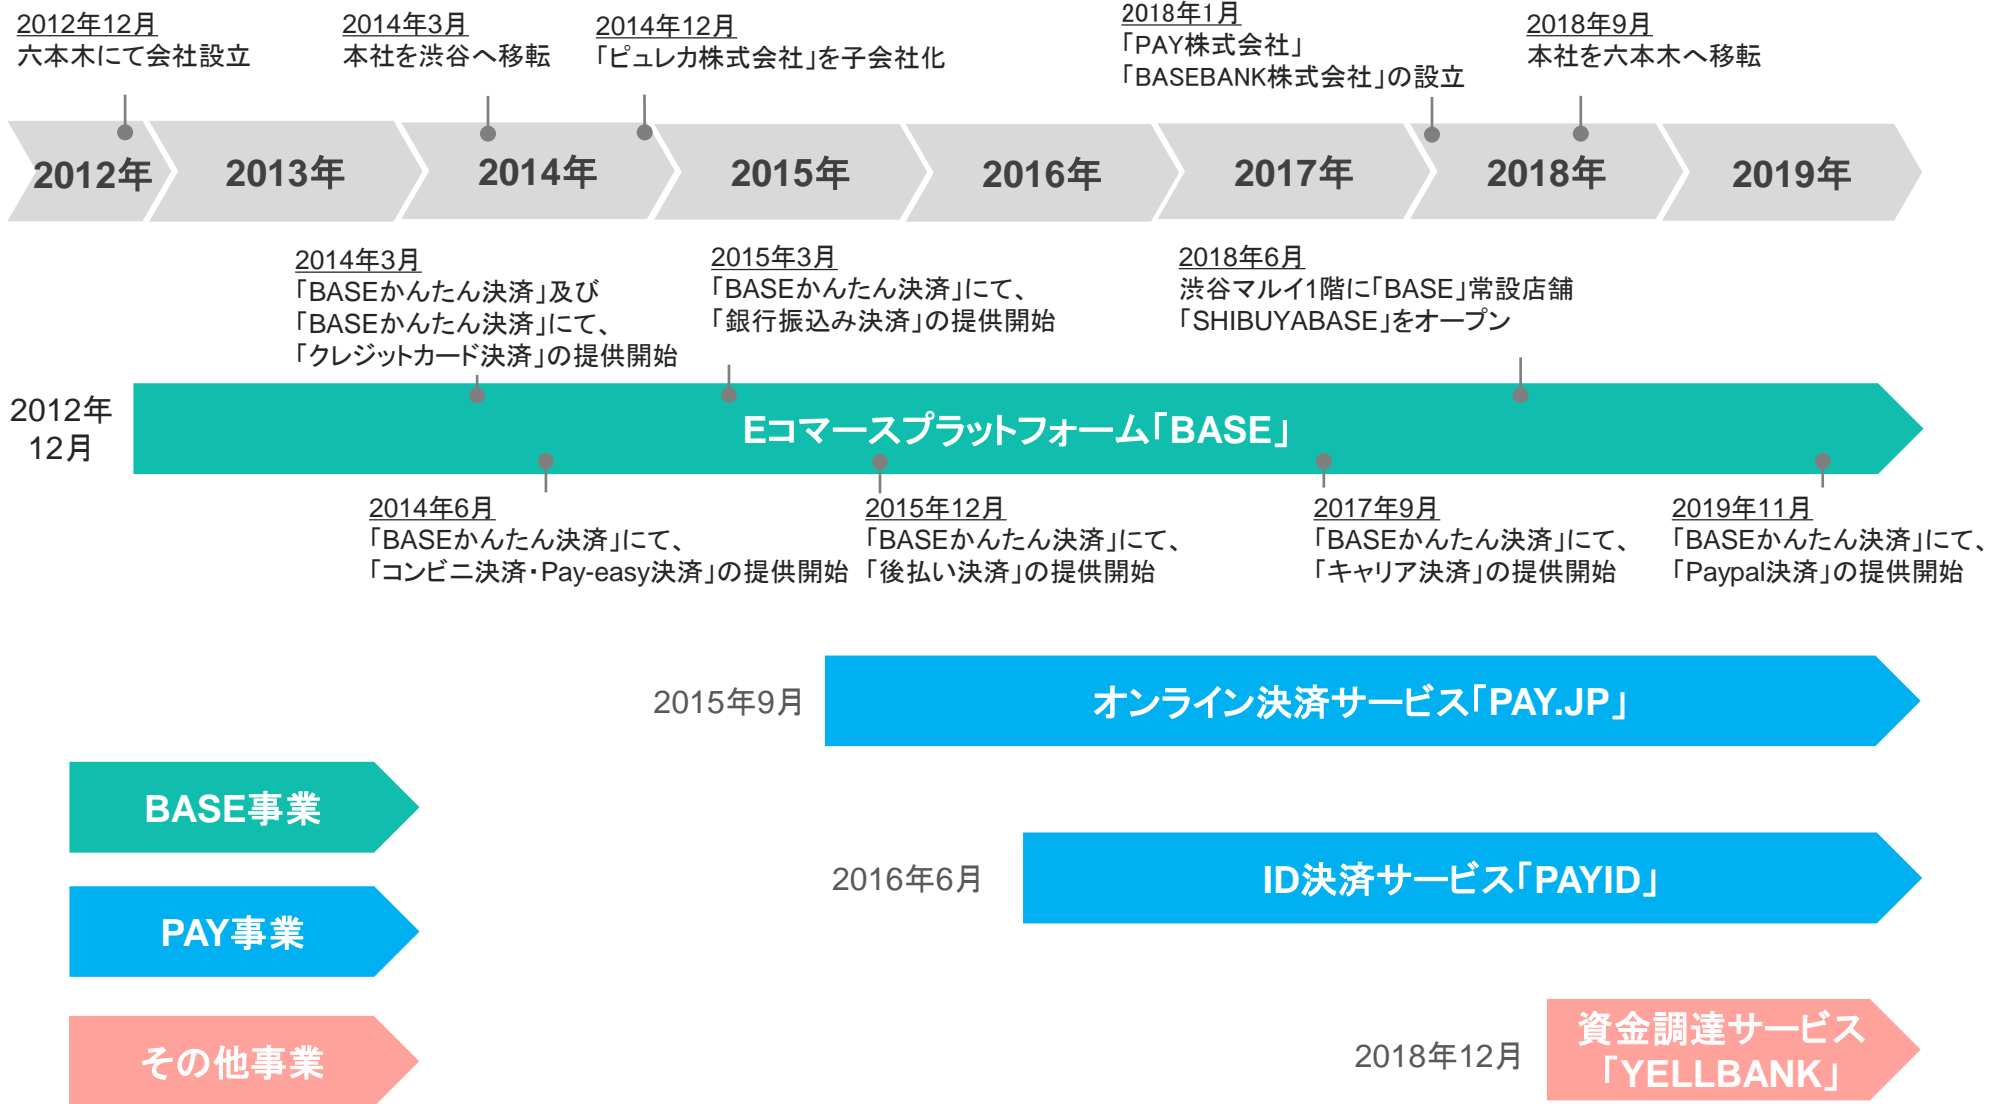 2012年12月
六本木にて会社設立
2014年3月
本社を渋谷へ移転
2014年12月
「ピュレカ株式会社」を子会社化
2018年1月
「PAY株式会社」
「BASEBANK株式会社」の設立
2018年9月
本社を六本木へ移転
2012年
2013年
2014年
2015年
2016年
2017年
2018年
2019年
2014年3月
「BASEかんたん決済」及び
「BASEかんたん決済」にて、
「クレジットカード決済」の提供開始
2015年3月
「BASEかんたん決済」にて、
「銀行振込み決済」の提供開始
2018年6月
渋谷マルイ1階に「BASE」常設店舗
「SHIBUYABASE」をオープン
2012年
12月
Eコマースプラットフォーム「BASE」
2014年6月
「BASEかんたん決済」にて、
「コンビニ決済・Pay-easy決済」の提供開始
2015年12月
「BASEかんたん決済」にて、
「後払い決済」の提供開始
2017年9月
「BASEかんたん決済」にて、
「キャリア決済」の提供開始
2019年11月
「BASEかんたん決済」にて、
「Paypal決済」の提供開始
2015年9月
オンライン決済サービス「PAY.JP」
BASE事業
2016年6月
ID決済サービス「PAYID」
PAY事業
その他事業
2018年12月
資金調達サービス
「YELLBANK」